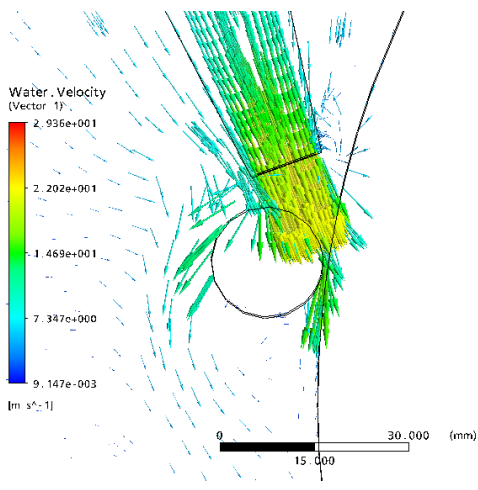 Water . Velocity
(Vector 1)
2.936e+001
2.202e+001
1.469e+001
7.347e+000
9.147e-003
[m s^-1]
0 30.000 (mm)
15.000